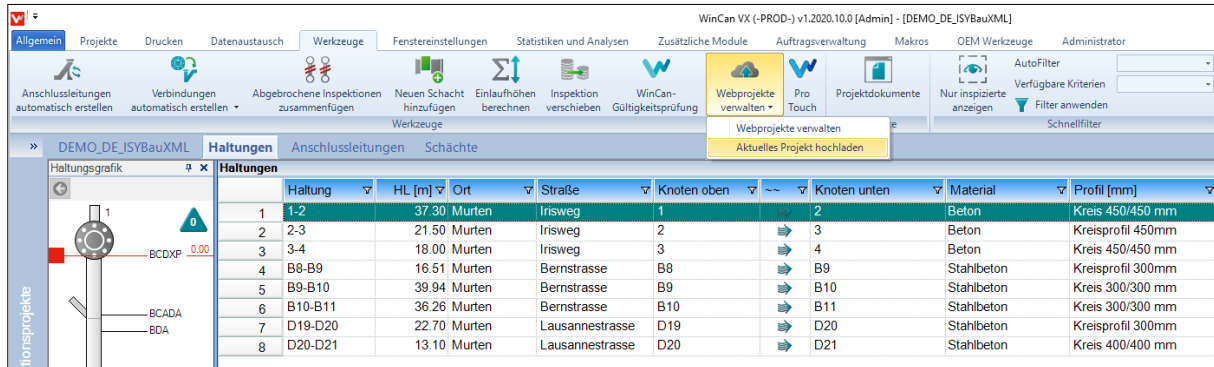 WinCan VX (-PROD-) v1.2020.10.0 [Admin] - [DEMO_DE_ISYBauXML]
Allgemein Projekte Drucken Datenaustausch Werkzeuge Fenstereinstellungen Statistiken und Analysen Zusätzliche Module Auftragsverwaltung Makros OEM Werkzeuge Administrator
Anschlussleitungen automatisch erstellen
Verbindungen automatisch erstellen
Abgebrochene Inspektionen zusammenfügen
Neuen Schacht hinzufügen
Einlaufhöhen berechnen
Inspektion verschieben
WinCan-Gültigkeitsprüfung
Webprojekte verwalten
Pro Touch
Projektdokumente
Nur inspizierte anzeigen
AutoFilter
Verfügbare Kriterien
Filter anwenden
Werkzeuge
Schnellfilter
Webprojekte verwalten
Aktuelles Projekt hochladen
» DEMO_DE_ISYBauXML Haltungen Anschlussleitungen Schächte
Haltungsgrafik
Haltungen
Haltung HL [m] Ort Straße Knoten oben ~~ Knoten unten Material Profil [mm]
1 1-2 37.30 Murten Irisweg 1 2 Beton Kreis 450/450 mm
2 2-3 21.50 Murten Irisweg 2 3 Beton Kreisprofil 450mm
3 3-4 18.00 Murten Irisweg 3 4 Beton Kreis 450/450 mm
4 B8-B9 16.51 Murten Bernstrasse B8 B9 Stahlbeton Kreisprofil 300mm
5 B9-B10 39.94 Murten Bernstrasse B9 B10 Stahlbeton Kreis 300/300 mm
6 B10-B11 36.26 Murten Bernstrasse B10 B11 Stahlbeton Kreis 300/300 mm
7 D19-D20 22.70 Murten Lausannestrasse D19 D20 Stahlbeton Kreisprofil 300mm
8 D20-D21 13.10 Murten Lausannestrasse D20 D21 Stahlbeton Kreis 400/400 mm
1
0
BCDXP 0.00
BCADA
BDA